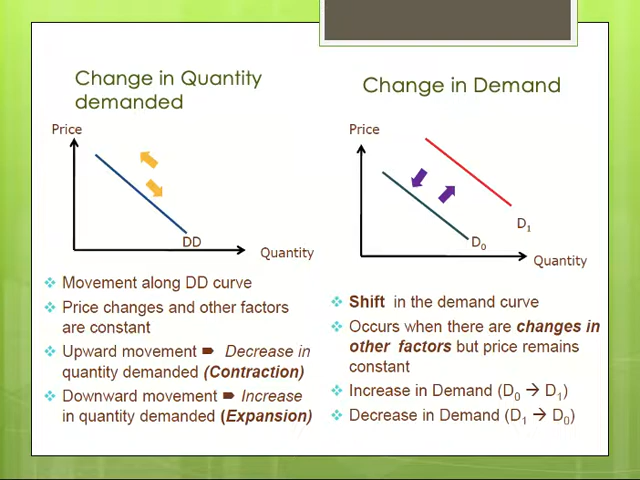 Change in Quantity
demanded
Price
DD
Quantity
❖ Movement along DD curve
❖ Price changes and other factors
are constant
❖ Upward movement Decrease in
quantity demanded (Contraction)
❖ Downward movement Increase
in quantity demanded (Expansion)
Change in Demand
Price
D1
D0
Quantity
❖ Shift in the demand curve
❖ Occurs when there are changes in
other factors but price remains
constant
❖ Increase in Demand (D0 → D1)
❖ Decrease in Demand (D1 → D0)